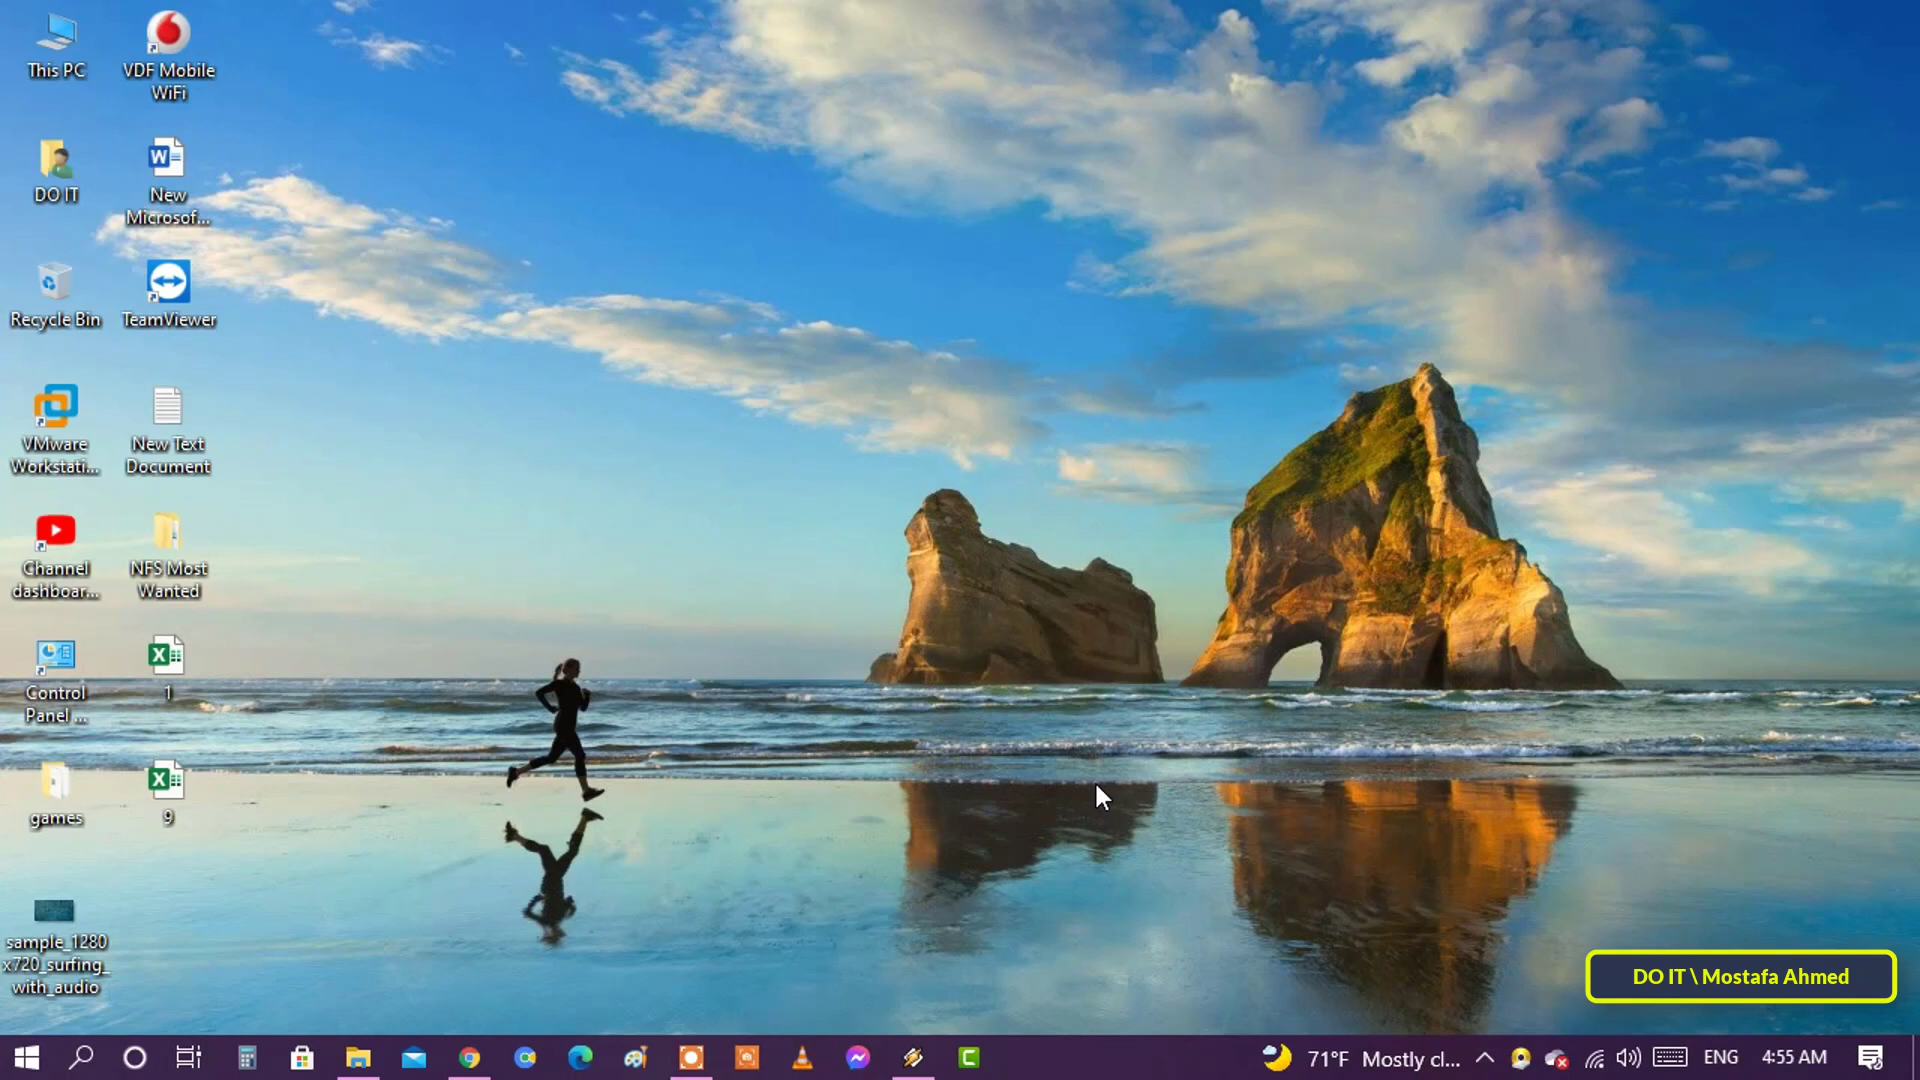 This PC
VDF Mobile
WiFi
DO IT
New
Microsof...
Recycle Bin
TeamViewer
VMware
Workstati...
New Text
Document
Channel
dashboar...
NFS Most
Wanted
Control
Panel ...
1
games
9
sample_1280
x720_surfing_
with_audio
DO IT \ Mostafa Ahmed
71°F Mostly cl...
ENG
4:55 AM